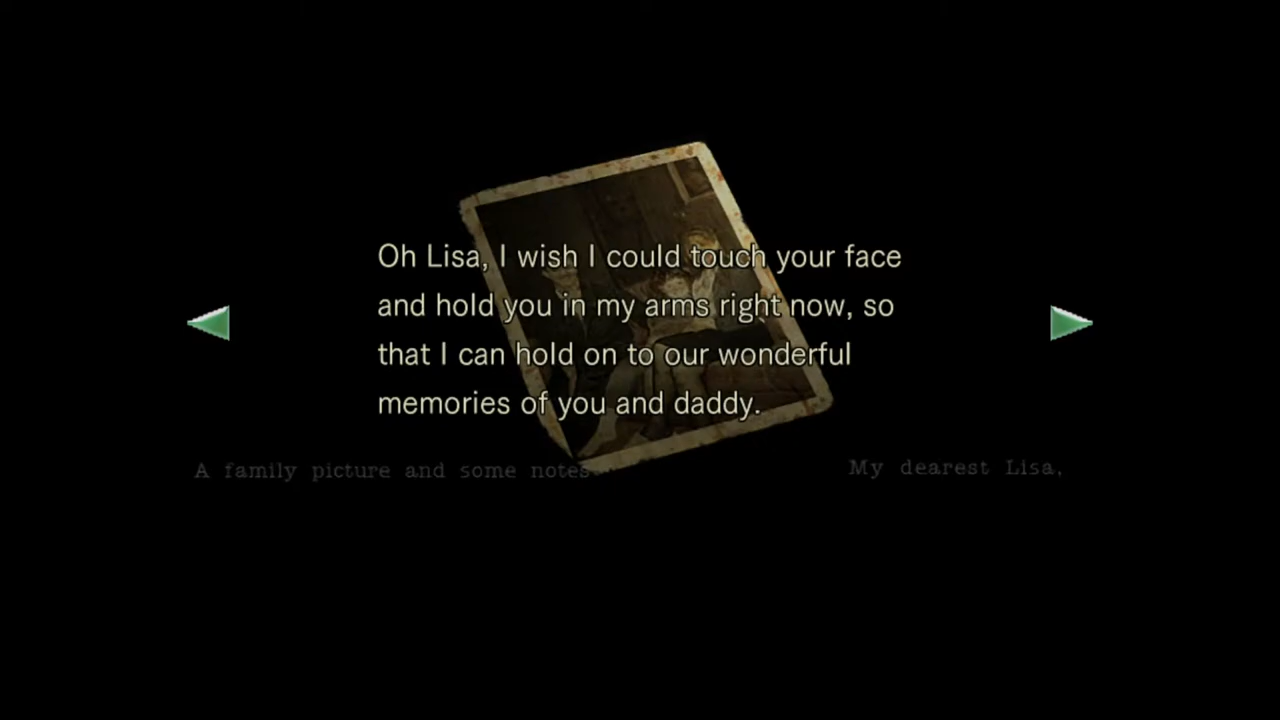 Oh Lisa, I wish I could touch your face
and hold you in my arms right now, so
that I can hold on to our wonderful
memories of you and daddy.
A family picture and some notes
My dearest Lisa,